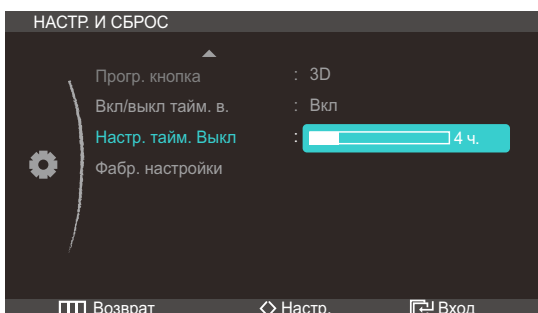 НАСТР. И СБРОС
Прогр. кнопка : 3D
Вкл/выкл тайм. в. : Вкл
Настр. тайм. Выкл : 4 ч.
Фабр. настройки
Возврат Настр. Вход